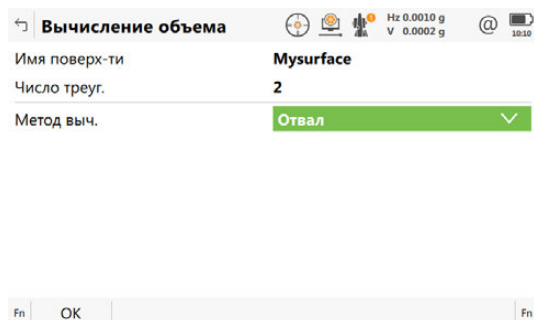 Вычисление объема
Hz 0.0010 g
V 0.0002 g
@
10:10
Имя поверх-ти Mysurface
Число треуг. 2
Метод выч. Отвал
Fn OK Fn